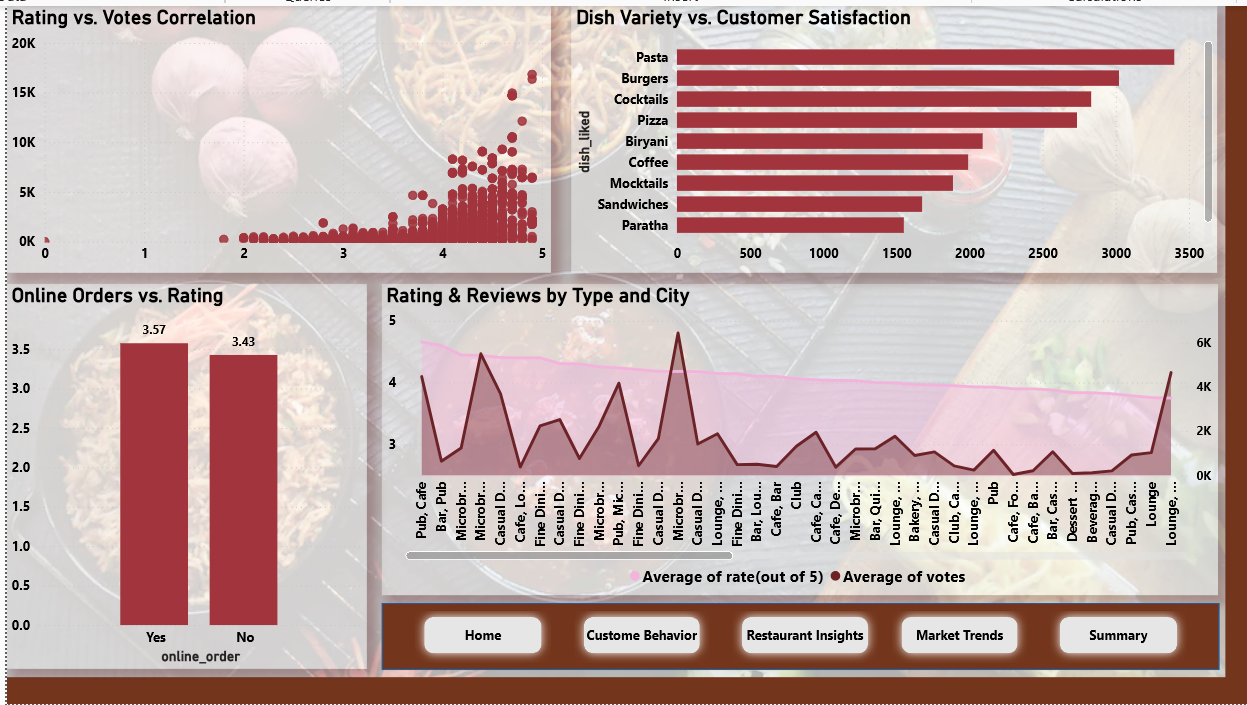 Rating vs. Votes Correlation
20K
15K
10K
5K
0K
0
1
2
3
4
5
Dish Variety vs. Customer Satisfaction
dish_liked
Pasta
Burgers
Cocktails
Pizza
Biryani
Coffee
Mocktails
Sandwiches
Paratha
0
500
1000
1500
2000
2500
3000
3500
Online Orders vs. Rating
3.5
3.0
2.5
2.0
1.5
1.0
0.5
0.0
3.57
3.43
Yes
No
online_order
Rating & Reviews by Type and City
5
4
3
6K
4K
2K
0K
Pub, Cafe
Bar, Pub
Microbr...
Microbr...
Casual D...
Cafe, Lo...
Fine Dini...
Casual D...
Fine Dini...
Microbr...
Pub, Mic...
Fine Dini...
Casual D...
Microbr...
Casual D...
Lounge, ...
Fine Dini...
Bar, Lou...
Cafe, Bar
Club
Cafe, Ca...
Cafe, De...
Microbr...
Bar, Qui...
Lounge, ...
Bakery, ...
Casual D...
Club, Ca...
Lounge, ...
Pub
Cafe, Fo...
Cafe, Ba...
Bar, Cas...
Dessert ...
Beverag...
Casual D...
Pub, Cas...
Lounge
Lounge, ...
Average of rate(out of 5)
Average of votes
Home
Custome Behavior
Restaurant Insights
Market Trends
Summary